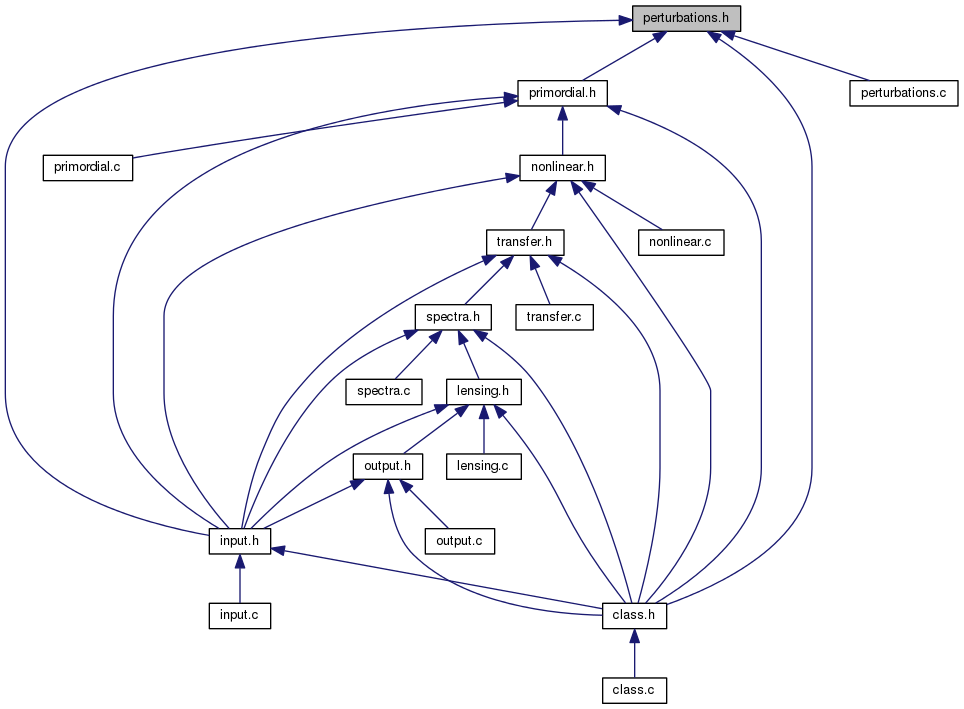 perturbations.h
primordial.h
perturbations.c
primordial.c
nonlinear.h
transfer.h
nonlinear.c
spectra.h
transfer.c
spectra.c
lensing.h
output.h
lensing.c
input.h
output.c
input.c
class.h
class.c